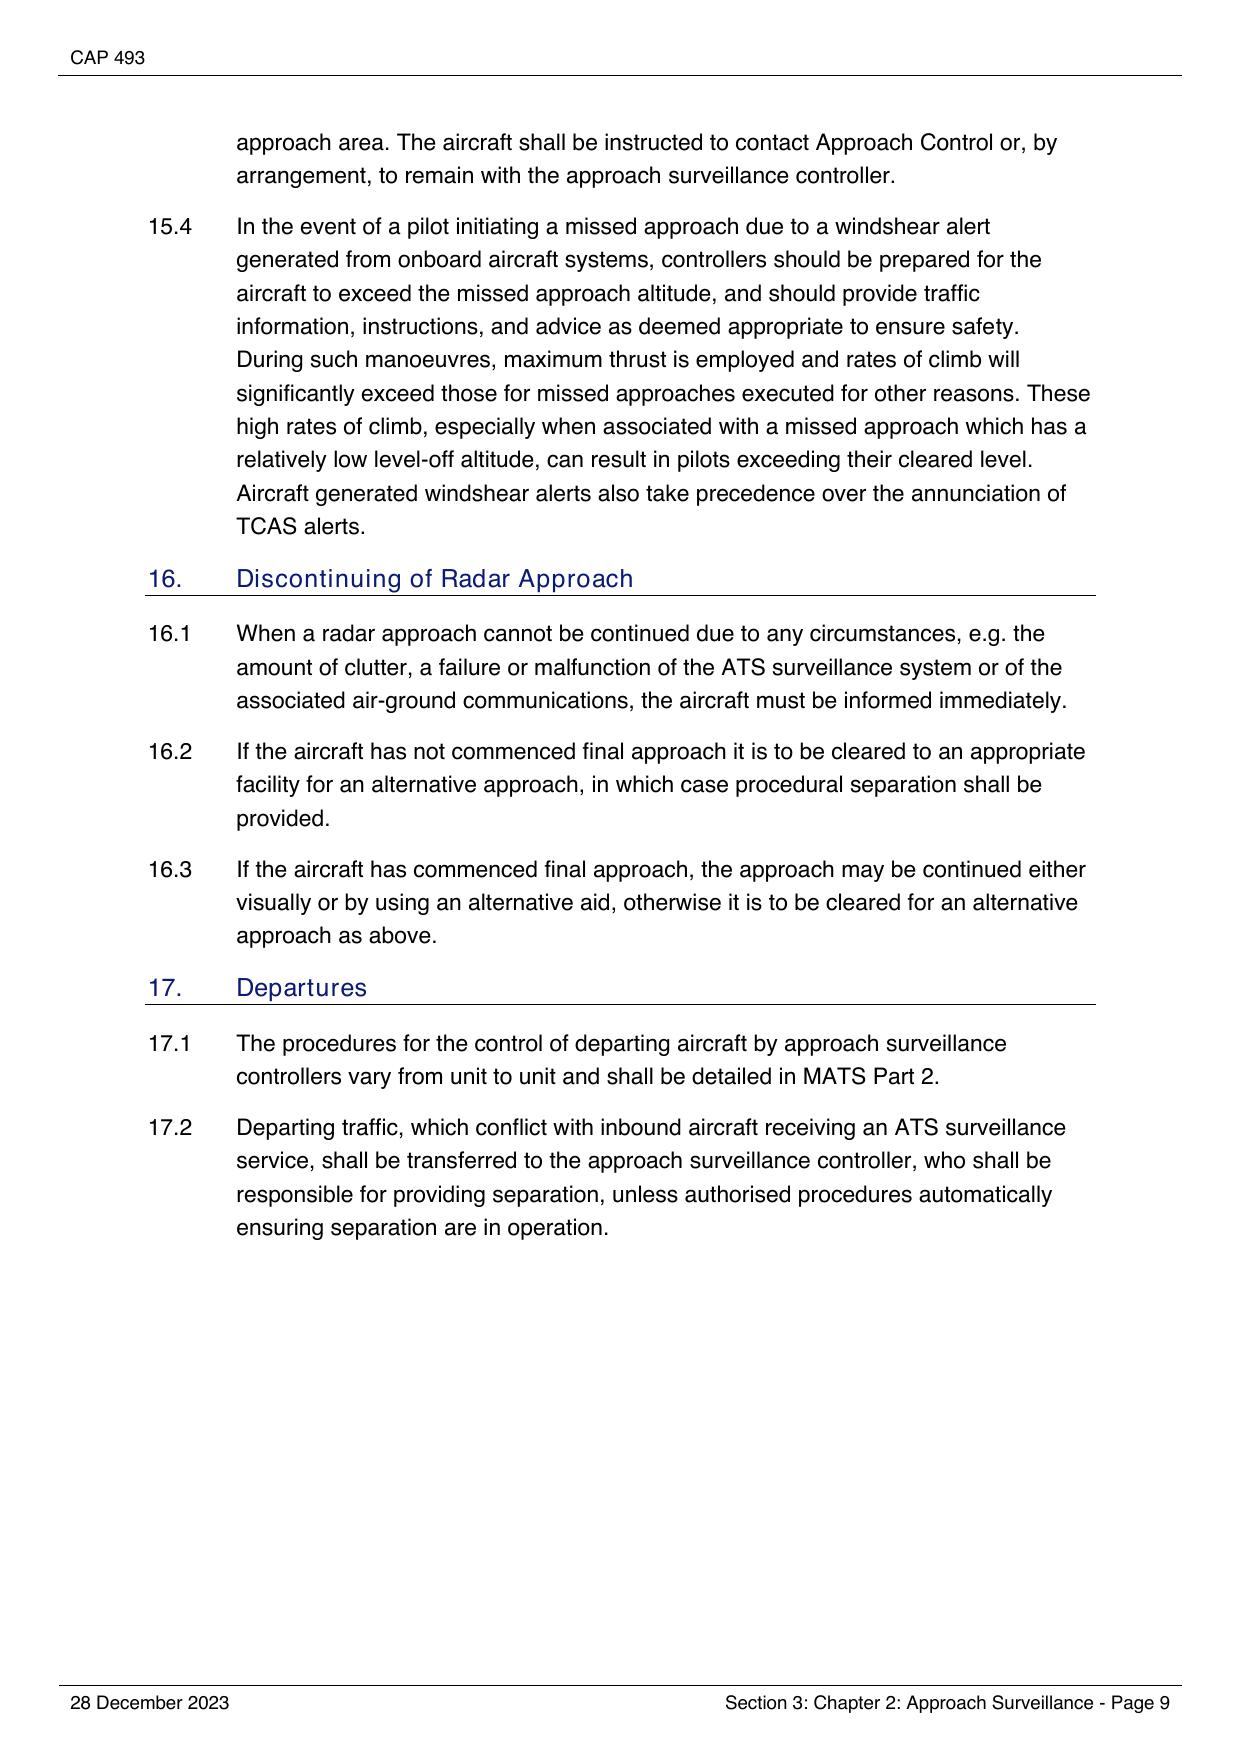 CAP 493
approach area. The aircraft shall be instructed to contact Approach Control or, by
arrangement, to remain with the approach surveillance controller.
15.4 In the event of a pilot initiating a missed approach due to a windshear alert
generated from onboard aircraft systems, controllers should be prepared for the
aircraft to exceed the missed approach altitude, and should provide traffic
information, instructions, and advice as deemed appropriate to ensure safety.
During such manoeuvres, maximum thrust is employed and rates of climb will
significantly exceed those for missed approaches executed for other reasons. These
high rates of climb, especially when associated with a missed approach which has a
relatively low level-off altitude, can result in pilots exceeding their cleared level.
Aircraft generated windshear alerts also take precedence over the annunciation of
TCAS alerts.
16. Discontinuing of Radar Approach
16.1 When a radar approach cannot be continued due to any circumstances, e.g. the
amount of clutter, a failure or malfunction of the ATS surveillance system or of the
associated air-ground communications, the aircraft must be informed immediately.
16.2 If the aircraft has not commenced final approach it is to be cleared to an appropriate
facility for an alternative approach, in which case procedural separation shall be
provided.
16.3 If the aircraft has commenced final approach, the approach may be continued either
visually or by using an alternative aid, otherwise it is to be cleared for an alternative
approach as above.
17. Departures
17.1 The procedures for the control of departing aircraft by approach surveillance
controllers vary from unit to unit and shall be detailed in MATS Part 2.
17.2 Departing traffic, which conflict with inbound aircraft receiving an ATS surveillance
service, shall be transferred to the approach surveillance controller, who shall be
responsible for providing separation, unless authorised procedures automatically
ensuring separation are in operation.
28 December 2023 Section 3: Chapter 2: Approach Surveillance - Page 9